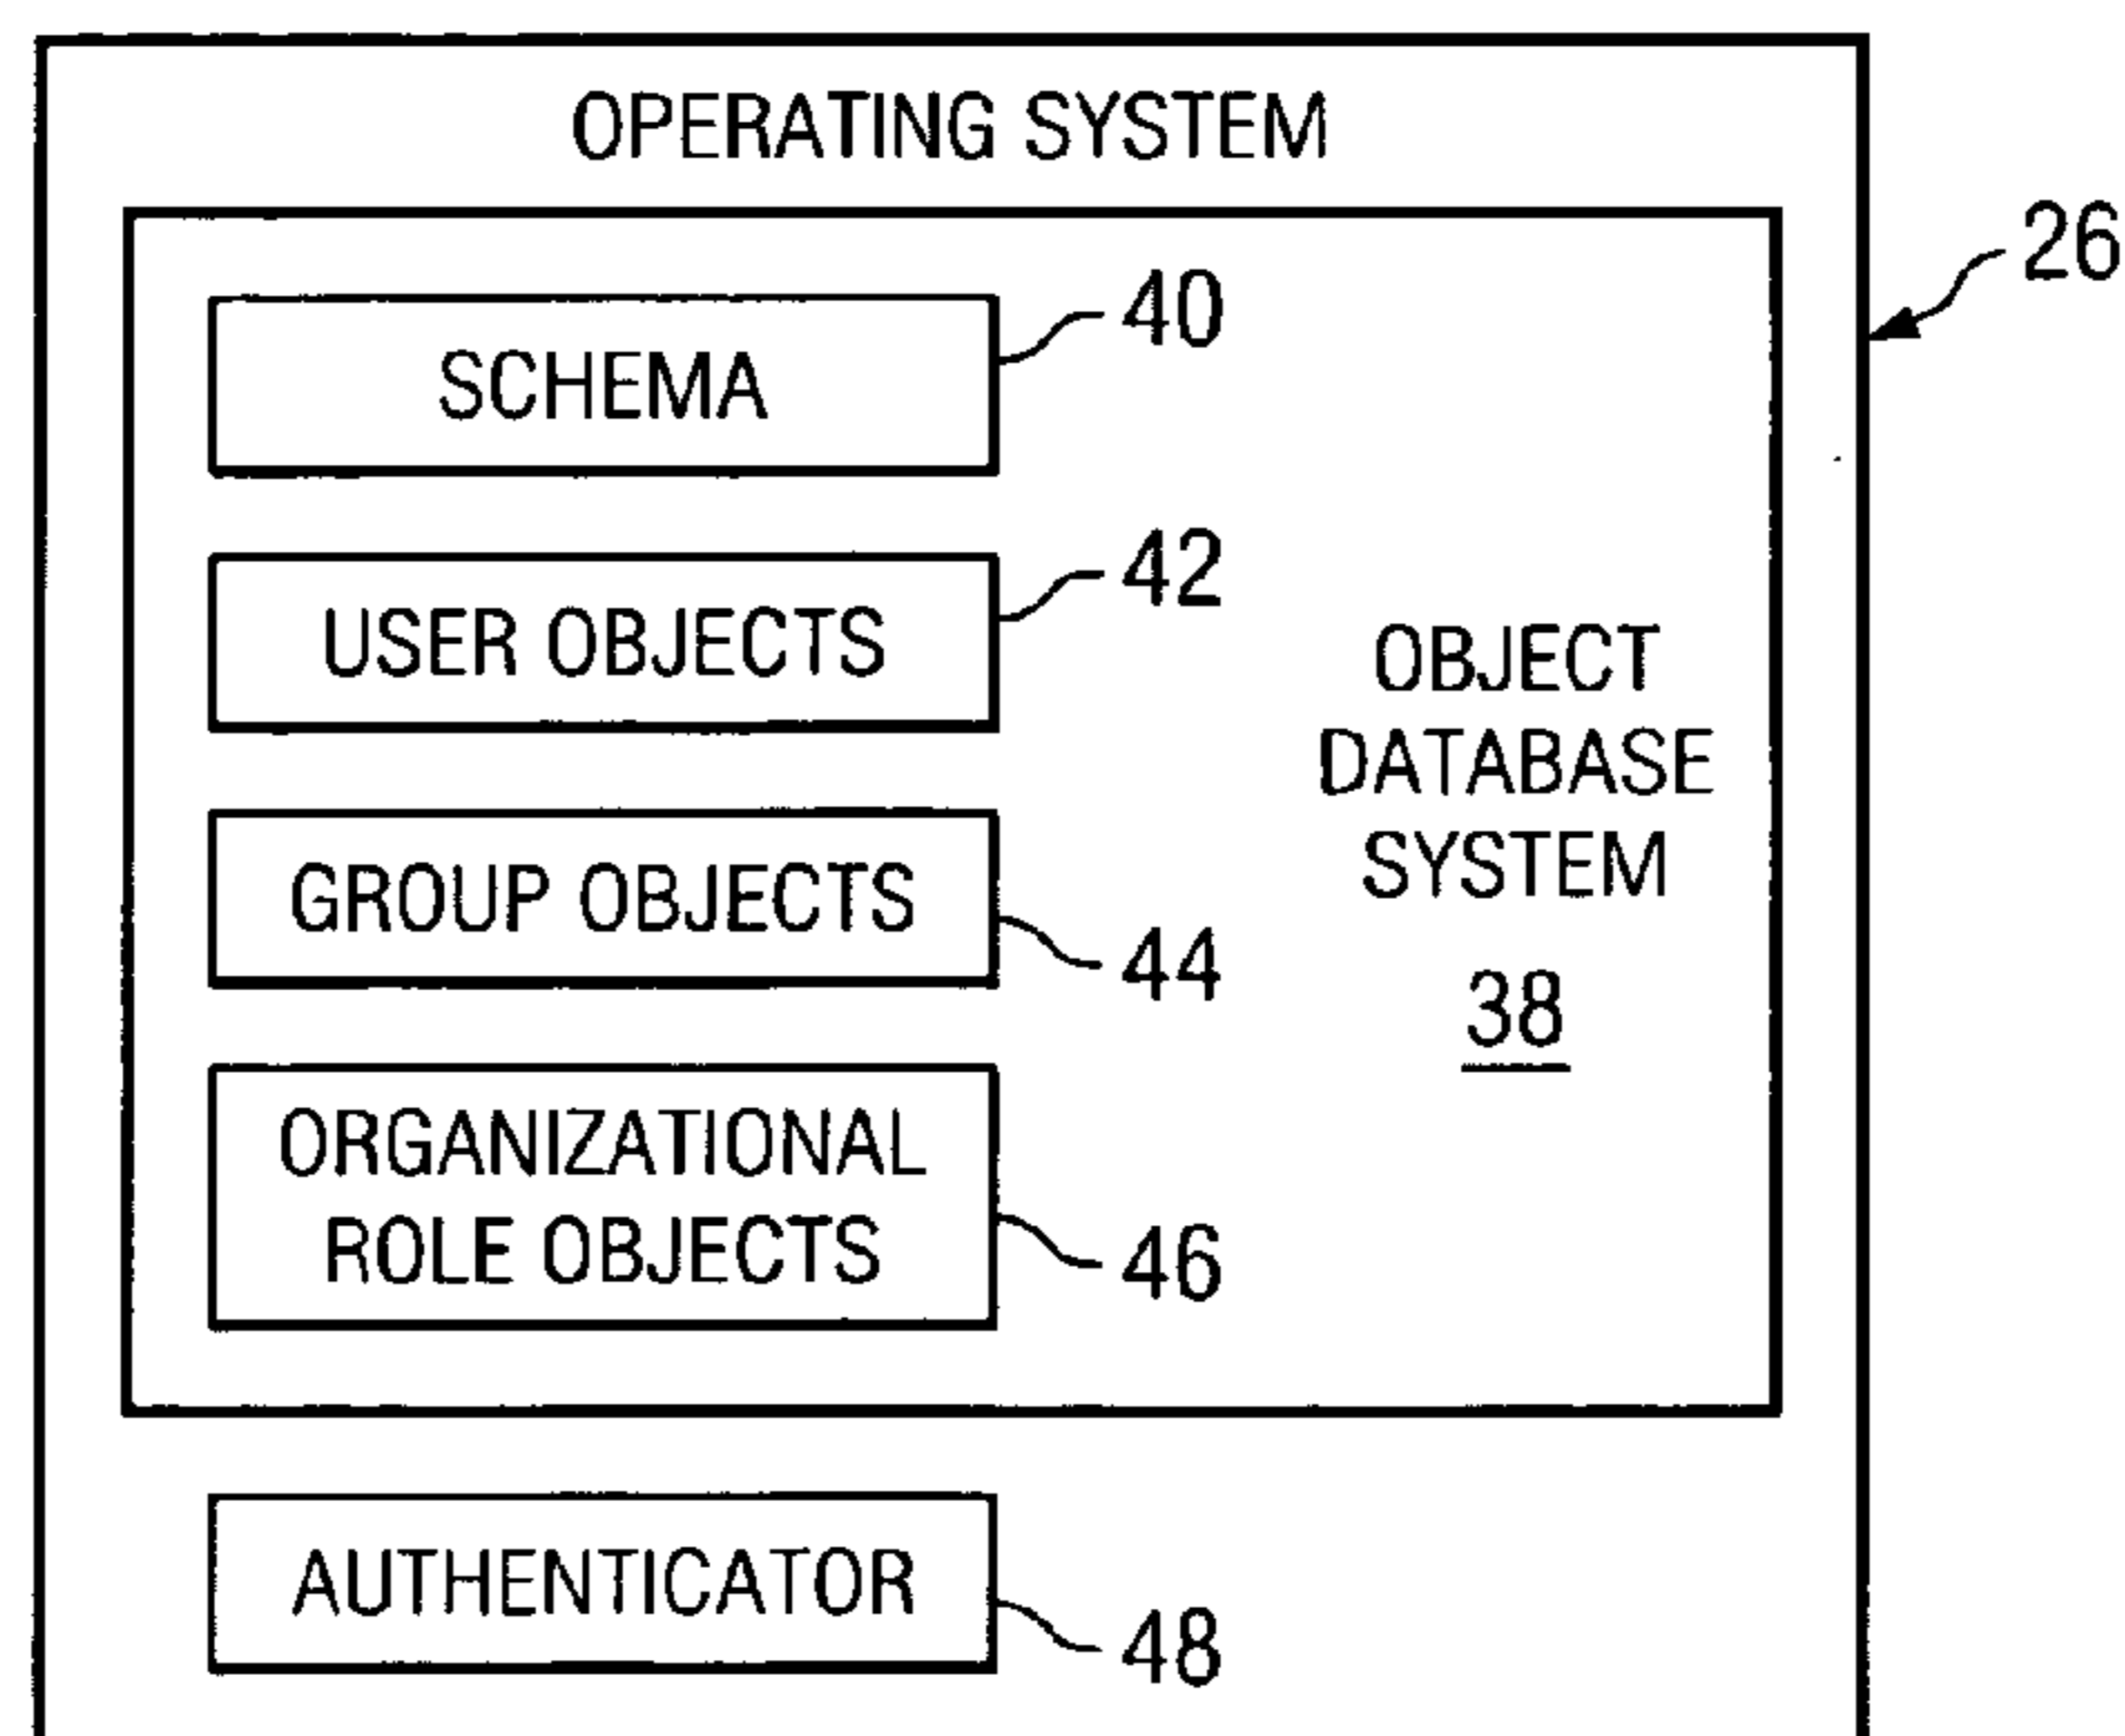 OPERATING SYSTEM
26
SCHEMA
40
USER OBJECTS
42
GROUP OBJECTS
44
ORGANIZATIONAL
ROLE OBJECTS
46
OBJECT
DATABASE
SYSTEM
38
AUTHENTICATOR
48